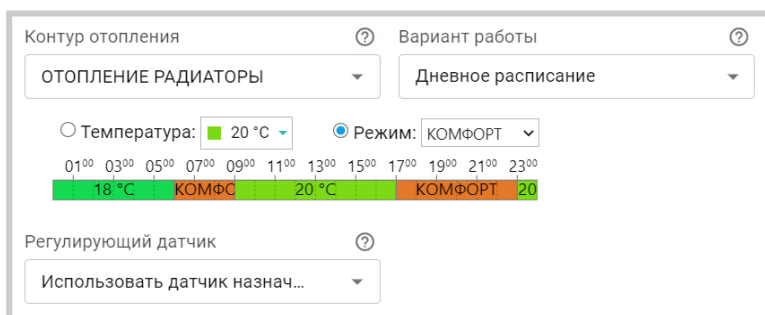 Контур отопления Вариант работы
ОТОПЛЕНИЕ РАДИАТОРЫ Дневное расписание
Температура: 20 °C Режим: КОМФОРТ
01⁰⁰ 03⁰⁰ 05⁰⁰ 07⁰⁰ 09⁰⁰ 11⁰⁰ 13⁰⁰ 15⁰⁰ 17⁰⁰ 19⁰⁰ 21⁰⁰ 23⁰⁰
18 °C КОМФС 20 °C КОМФОРТ 20
Регулирующий датчик
Использовать датчик назнач...